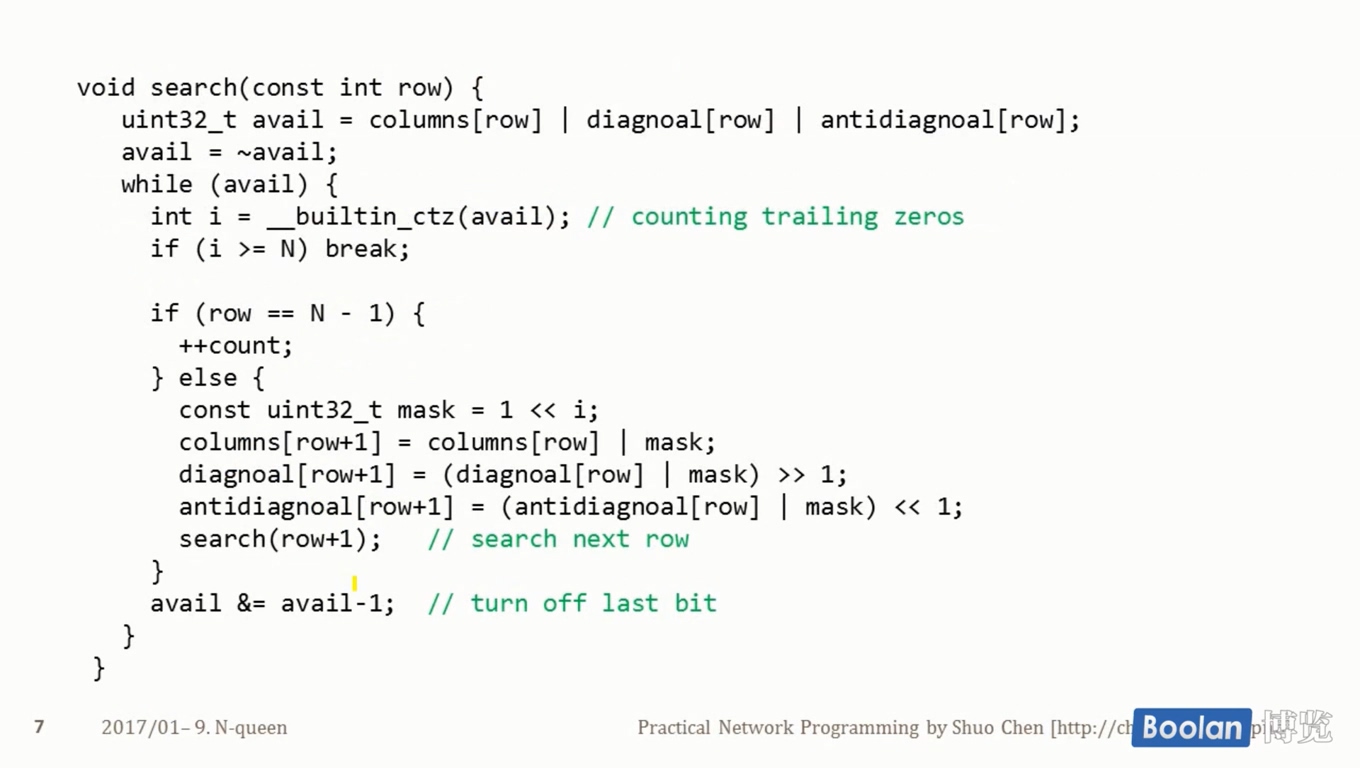 void search(const int row) {
uint32_t avail = columns[row] | diagnoal[row] | antidiagnoal[row];
avail = ~avail;
while (avail) {
int i = __builtin_ctz(avail); // counting trailing zeros
if (i >= N) break;
if (row == N - 1) {
++count;
} else {
const uint32_t mask = 1 << i;
columns[row+1] = columns[row] | mask;
diagnoal[row+1] = (diagnoal[row] | mask) >> 1;
antidiagnoal[row+1] = (antidiagnoal[row] | mask) << 1;
search(row+1); // search next row
}
avail &= avail-1; // turn off last bit
}
}
7 2017/01– 9. N-queen Practical Network Programming by Shuo Chen [http://ch
Boolan 博览